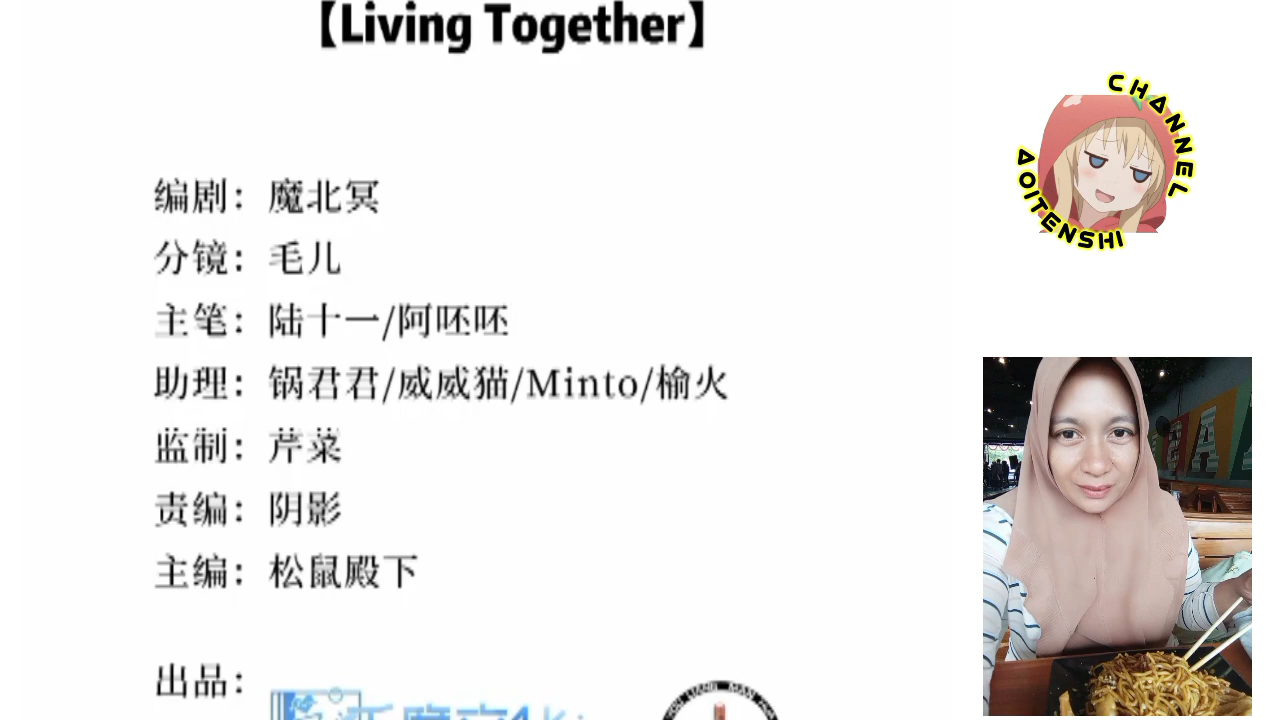 【Living Together】
编剧：魔北冥
分镜：毛儿
主笔：陆十一/阿呸呸
助理：锅君君/威威猫/Minto/榆火
监制：芹菜
责编：阴影
主编：松鼠殿下
出品：
CHANNEL
AOITENSHI